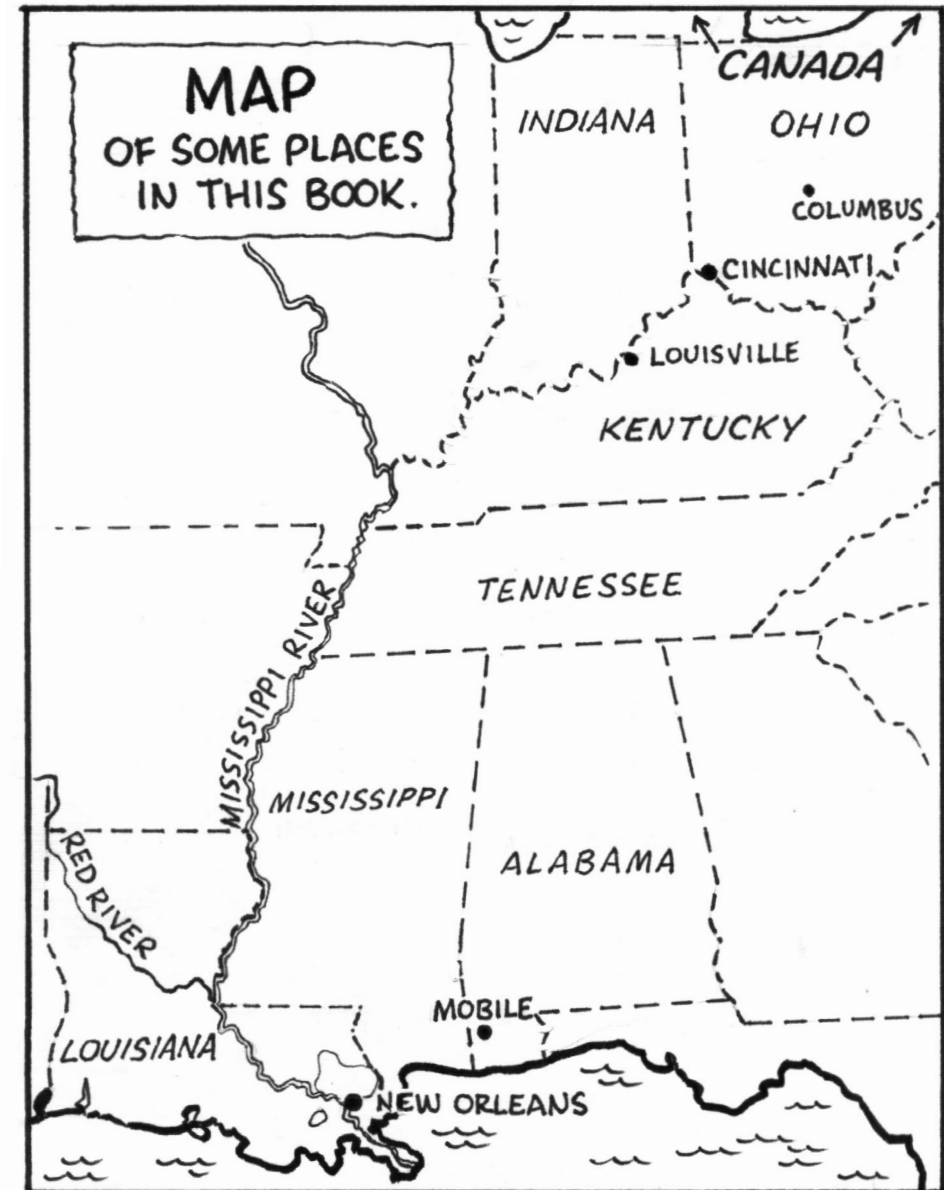 MAP
OF SOME PLACES
IN THIS BOOK.
CANADA
INDIANA
OHIO
COLUMBUS
CINCINNATI
LOUISVILLE
KENTUCKY
TENNESSEE
MISSISSIPPI RIVER
MISSISSIPPI
ALABAMA
RED RIVER
MOBILE
LOUISIANA
NEW ORLEANS